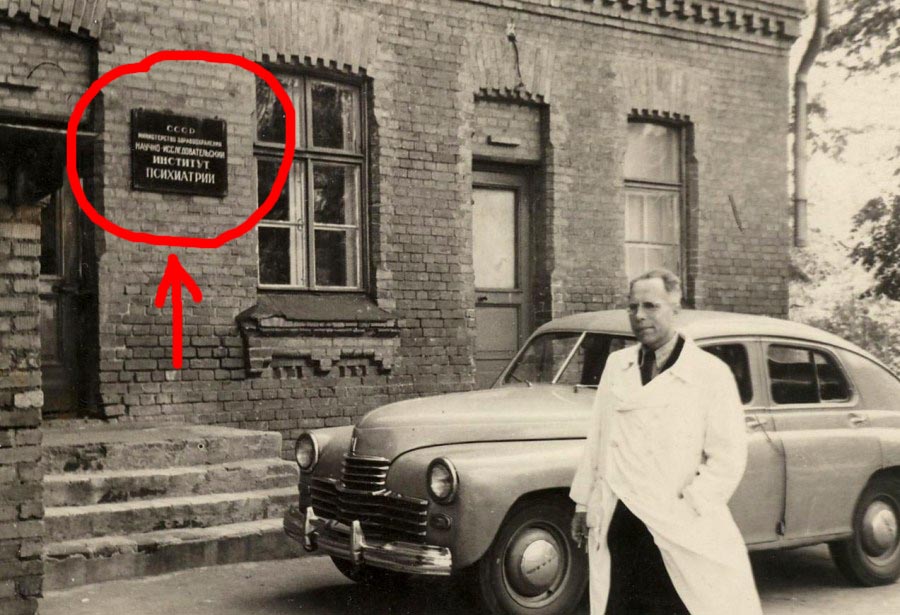 СССР
МИНИСТЕРСТВО ЗДРАВООХРАНЕНИЯ
НАУЧНО-ИССЛЕДОВАТЕЛЬСКИЙ
ИНСТИТУТ
ПСИХИАТРИИ